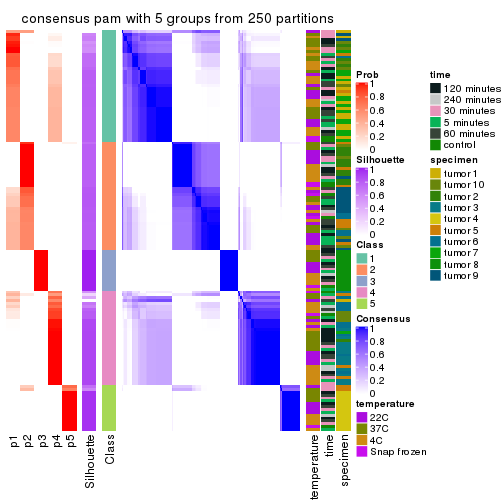 consensus pam with 5 groups from 250 partitions
p1
p2
p3
p4
p5
Silhouette
Class
temperature
time
specimen
Prob
1
0.8
0.6
0.4
0.2
0
Silhouette
1
0.8
0.6
0.4
0.2
0
Class
1
2
3
4
5
Consensus
1
0.8
0.6
0.4
0.2
0
temperature
22C
37C
4C
Snap frozen
time
120 minutes
240 minutes
30 minutes
5 minutes
60 minutes
control
specimen
tumor 1
tumor 10
tumor 2
tumor 3
tumor 4
tumor 5
tumor 6
tumor 7
tumor 8
tumor 9